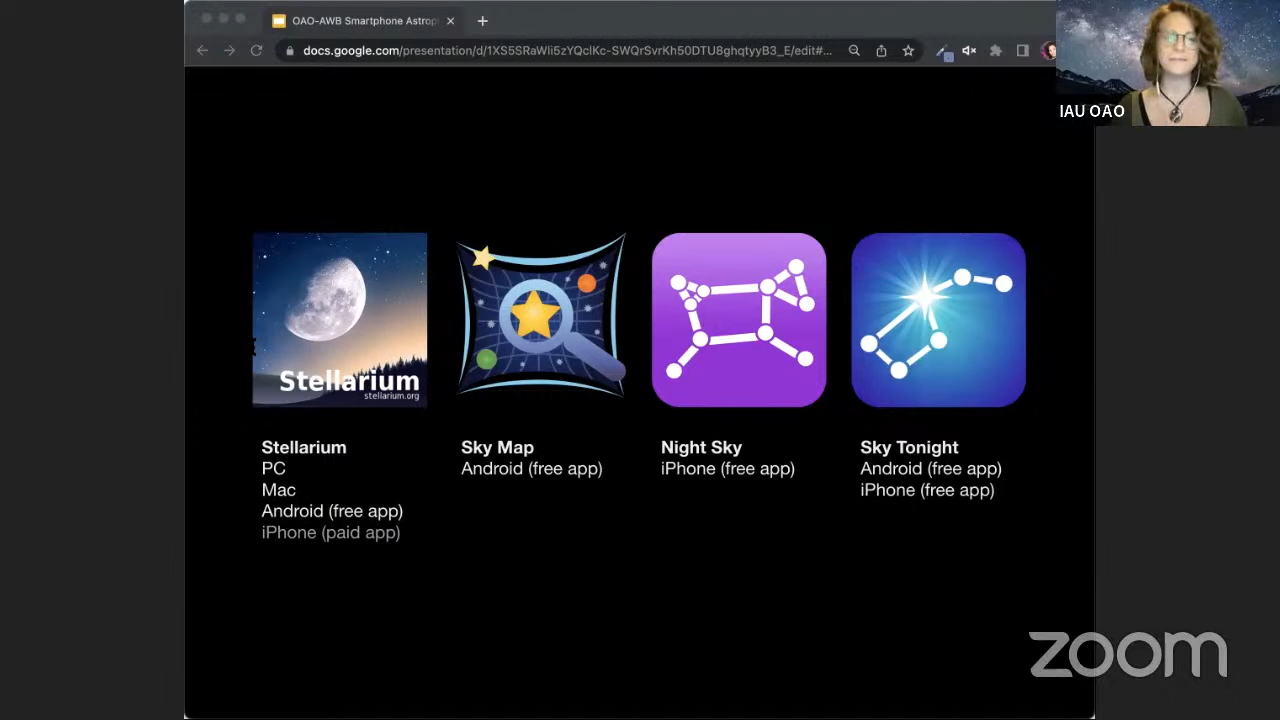 OAO-AWB Smartphone Astrop
docs.google.com/presentation/d/1XS5SRaWli5zYQclKc-SWQrSvrKh50DTU8ghqtyyB3_E/edit#...
IAU OAO
Stellarium
stellarium.org
Stellarium
PC
Mac
Android (free app)
iPhone (paid app)
Sky Map
Android (free app)
Night Sky
iPhone (free app)
Sky Tonight
Android (free app)
iPhone (free app)
zoom